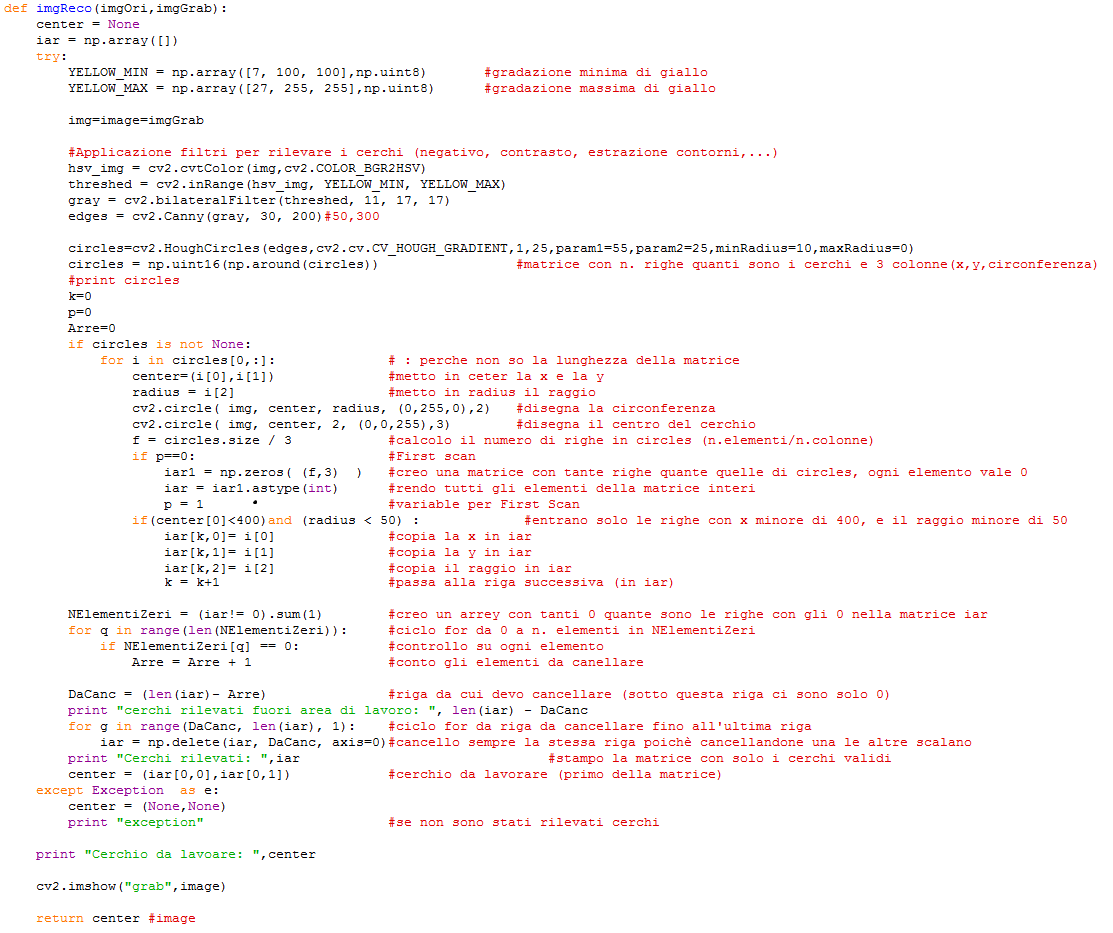 def imgReco(imgOri,imgGrab):
    center = None
    iar = np.array([])
    try:
        YELLOW_MIN = np.array([7, 100, 100],np.uint8)       #gradazione minima di giallo
        YELLOW_MAX = np.array([27, 255, 255],np.uint8)      #gradazione massima di giallo

        img=image=imgGrab

        #Applicazione filtri per rilevare i cerchi (negativo, contrasto, estrazione contorni,...)
        hsv_img = cv2.cvtColor(img,cv2.COLOR_BGR2HSV)
        threshed = cv2.inRange(hsv_img, YELLOW_MIN, YELLOW_MAX)
        gray = cv2.bilateralFilter(threshed, 11, 17, 17)
        edges = cv2.Canny(gray, 30, 200)#50,300

        circles=cv2.HoughCircles(edges,cv2.cv.CV_HOUGH_GRADIENT,1,25,param1=55,param2=25,minRadius=10,maxRadius=0)
        circles = np.uint16(np.around(circles))                 #matrice con n. righe quanti sono i cerchi e 3 colonne(x,y,circonferenza)
        #print circles
        k=0
        p=0
        Arre=0
        if circles is not None:
            for i in circles[0,:]:              # : perche non so la lunghezza della matrice
                center=(i[0],i[1])              #metto in ceter la x e la y
                radius = i[2]                   #metto in radius il raggio
                cv2.circle( img, center, radius, (0,255,0),2)   #disegna la circonferenza
                cv2.circle( img, center, 2, (0,0,255),3)        #disegna il centro del cerchio
                f = circles.size / 3            #calcolo il numero di righe in circles (n.elementi/n.colonne)
                if p==0:                        #First scan
                    iar1 = np.zeros( (f,3)  )   #creo una matrice con tante righe quante quelle di circles, ogni elemento vale 0
                    iar = iar1.astype(int)      #rendo tutti gli elementi della matrice interi
                    p = 1                       #variable per First Scan
                if(center[0]<400)and (radius < 50) :             #entrano solo le righe con x minore di 400, e il raggio minore di 50
                    iar[k,0]= i[0]              #copia la x in iar
                    iar[k,1]= i[1]              #copia la y in iar
                    iar[k,2]= i[2]              #copia il raggio in iar
                    k = k+1                     #passa alla riga successiva (in iar)

        NElementiZeri = (iar!= 0).sum(1)        #creo un arrey con tanti 0 quante sono le righe con gli 0 nella matrice iar
        for q in range(len(NElementiZeri)):     #ciclo for da 0 a n. elementi in NElementiZeri
            if NElementiZeri[q] == 0:           #controllo su ogni elemento
                Arre = Arre + 1                 #conto gli elementi da canellare

        DaCanc = (len(iar)- Arre)               #riga da cui devo cancellare (sotto questa riga ci sono solo 0)
        print "cerchi rilevati fuori area di lavoro: ", len(iar) - DaCanc
        for g in range(DaCanc, len(iar), 1):    #ciclo for da riga da cancellare fino all'ultima riga
            iar = np.delete(iar, DaCanc, axis=0)#cancello sempre la stessa riga poichè cancellandone una le altre scalano
        print "Cerchi rilevati: ",iar                               #stampo la matrice con solo i cerchi validi
        center = (iar[0,0],iar[0,1])            #cerchio da lavorare (primo della matrice)
    except Exception  as e:
        center = (None,None)
        print "exception"                       #se non sono stati rilevati cerchi

    print "Cerchio da lavoare: ",center

    cv2.imshow("grab",image)

    return center #image